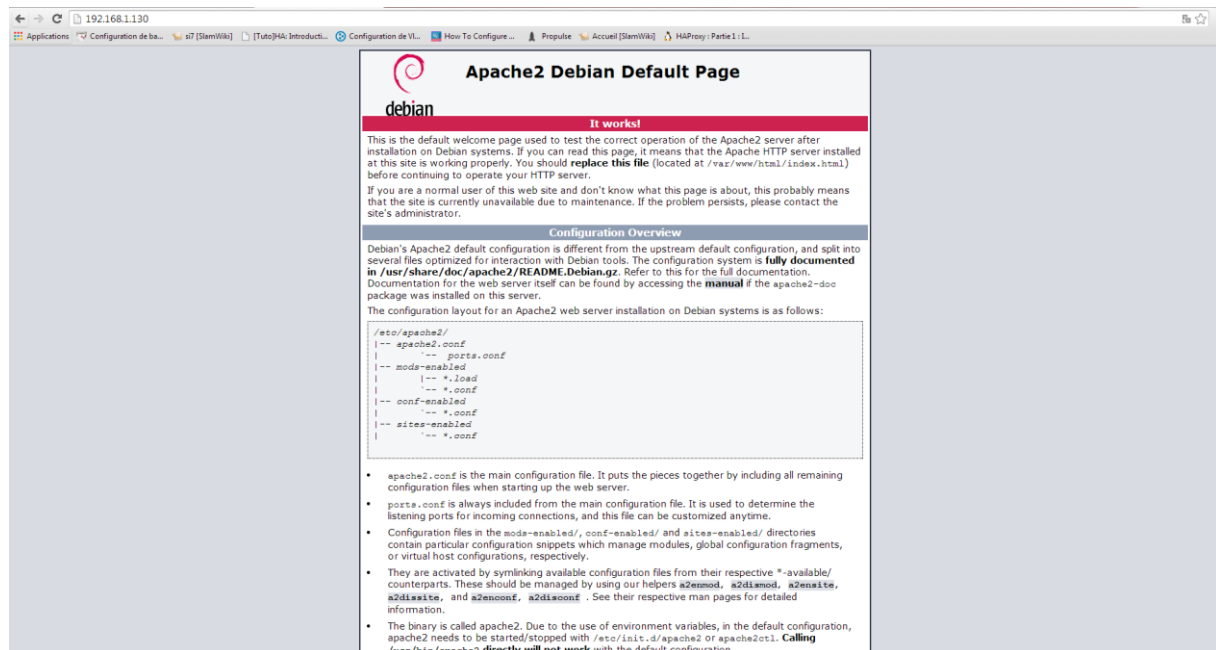 192.168.1.130
Applications Configuration de ba... si7 [SlamWiki] [Tuto]HA: Introducti... Configuration de Vl... How To Configure ... Propulse Accueil [SlamWiki] HAProxy : Partie 1 : I...
debian
Apache2 Debian Default Page
It works!
This is the default welcome page used to test the correct operation of the Apache2 server after
installation on Debian systems. If you can read this page, it means that the Apache HTTP server installed
at this site is working properly. You should replace this file (located at /var/www/html/index.html)
before continuing to operate your HTTP server.
If you are a normal user of this web site and don't know what this page is about, this probably means
that the site is currently unavailable due to maintenance. If the problem persists, please contact the
site's administrator.
Configuration Overview
Debian's Apache2 default configuration is different from the upstream default configuration, and split into
several files optimized for interaction with Debian tools. The configuration system is fully documented
in /usr/share/doc/apache2/README.Debian.gz. Refer to this for the full documentation.
Documentation for the web server itself can be found by accessing the manual if the apache2-doc
package was installed on this server.
The configuration layout for an Apache2 web server installation on Debian systems is as follows:
/etc/apache2/
|-- apache2.conf
|       `--  ports.conf
|-- mods-enabled
|       |-- *.load
|       `-- *.conf
|-- conf-enabled
|       `-- *.conf
|-- sites-enabled
|       `-- *.conf
• apache2.conf is the main configuration file. It puts the pieces together by including all remaining
configuration files when starting up the web server.
• ports.conf is always included from the main configuration file. It is used to determine the
listening ports for incoming connections, and this file can be customized anytime.
• Configuration files in the mods-enabled/, conf-enabled/ and sites-enabled/ directories
contain particular configuration snippets which manage modules, global configuration fragments,
or virtual host configurations, respectively.
• They are activated by symlinking available configuration files from their respective *-available/
counterparts. These should be managed by using our helpers a2enmod, a2dismod, a2ensite,
a2dissite, and a2enconf, a2disconf . See their respective man pages for detailed
information.
• The binary is called apache2. Due to the use of environment variables, in the default configuration,
apache2 needs to be started/stopped with /etc/init.d/apache2 or apache2ctl. Calling
/usr/bin/apache2 directly will not work with the default configuration.